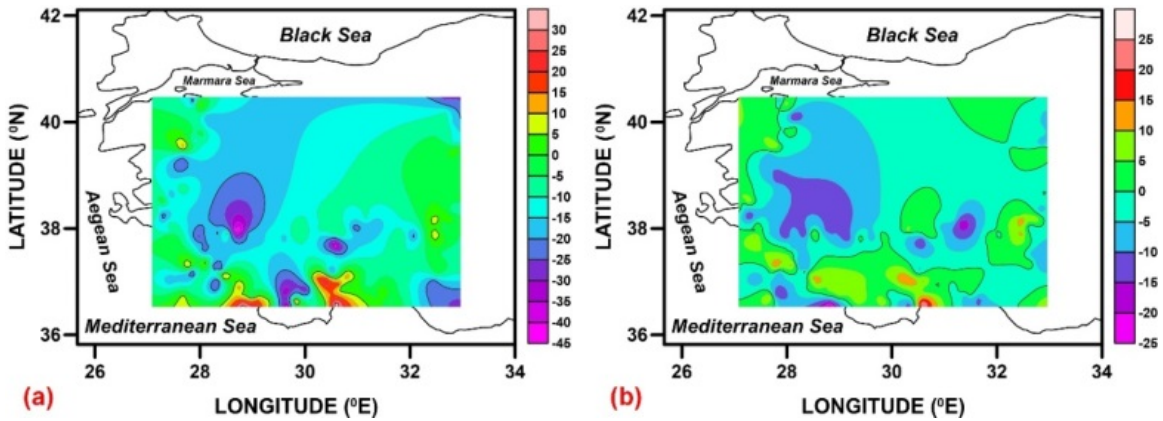 42
40
38
36
LATITUDE (⁰N)
Black Sea
Marmara Sea
Aegean Sea
Mediterranean Sea
26 28 30 32 34
LONGITUDE (⁰E)
(a)
30
25
20
15
10
5
0
-5
-10
-15
-20
-25
-30
-35
-40
-45
42
40
38
36
LATITUDE (⁰N)
Black Sea
Marmara Sea
Aegean Sea
Mediterranean Sea
26 28 30 32 34
LONGITUDE (⁰E)
(b)
25
20
15
10
5
0
-5
-10
-15
-20
-25